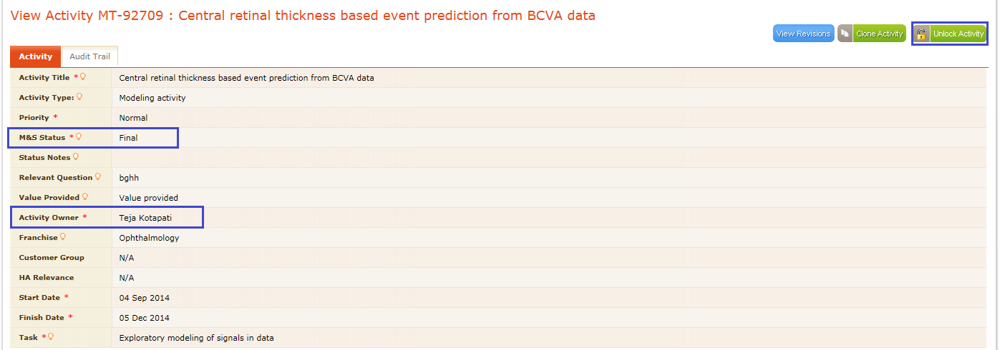 View Activity MT-92709 : Central retinal thickness based event prediction from BCVA data
View Revisions Clone Activity Unlock Activity
Activity Audit Trail
Activity Title * Central retinal thickness based event prediction from BCVA data
Activity Type: Modeling activity
Priority * Normal
M&S Status * Final
Status Notes
Relevant Question bghh
Value Provided Value provided
Activity Owner * Teja Kotapati
Franchise Ophthalmology
Customer Group N/A
HA Relevance N/A
Start Date * 04 Sep 2014
Finish Date * 05 Dec 2014
Task * Exploratory modeling of signals in data